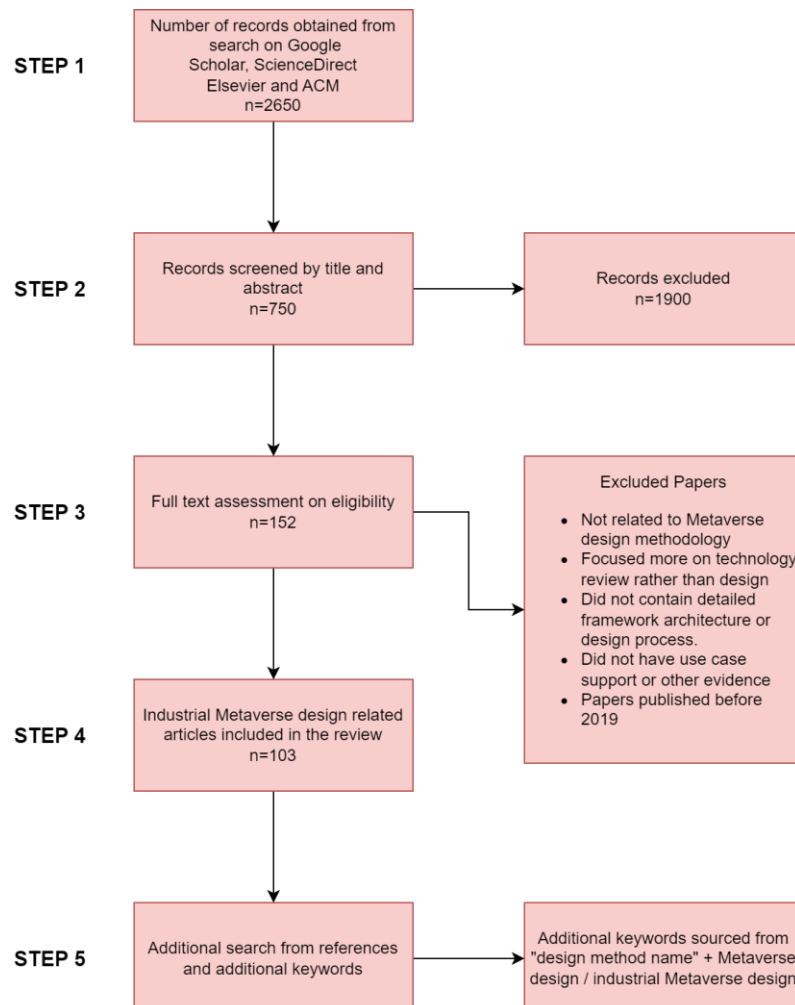 STEP 1
Number of records obtained from
search on Google
Scholar, ScienceDirect
Elsevier and ACM
n=2650
STEP 2
Records screened by title and
abstract
n=750
Records excluded
n=1900
STEP 3
Full text assessment on eligibility
n=152
Excluded Papers
• Not related to Metaverse
design methodology
• Focused more on technology
review rather than design
• Did not contain detailed
framework architecture or
design process.
• Did not have use case
support or other evidence
• Papers published before
2019
STEP 4
Industrial Metaverse design related
articles included in the review
n=103
STEP 5
Additional search from references
and additional keywords
Additional keywords sourced from
"design method name" + Metaverse
design / industrial Metaverse design